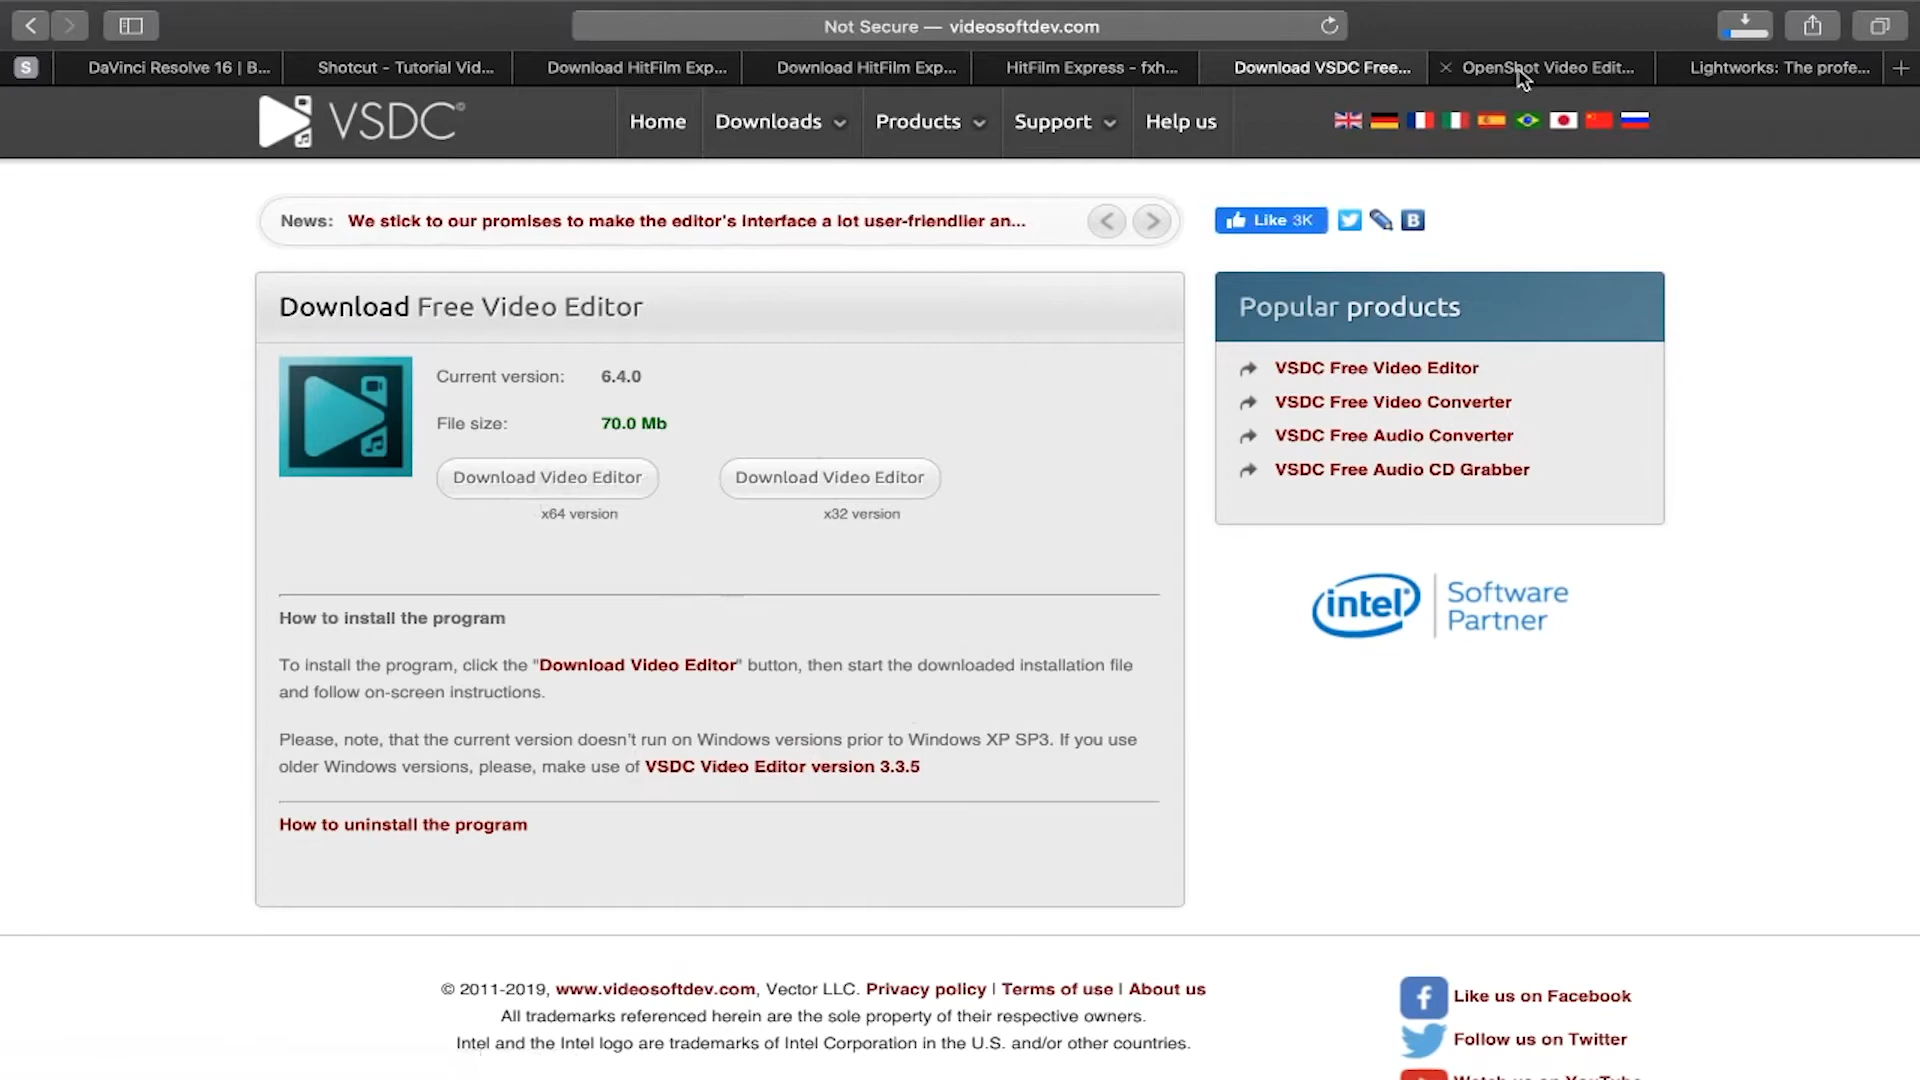 Not Secure — videosoftdev.com
S
DaVinci Resolve 16 | B...
Shotcut - Tutorial Vid...
Download HitFilm Exp...
Download HitFilm Exp...
HitFilm Express - fxh...
Download VSDC Free...
OpenShot Video Edit...
Lightworks: The profe...
VSDC©
Home
Downloads
Products
Support
Help us
News: We stick to our promises to make the editor's interface a lot user-friendlier an...
Like 3K
B
Download Free Video Editor
Current version: 6.4.0
File size: 70.0 Mb
Download Video Editor
x64 version
Download Video Editor
x32 version
How to install the program
To install the program, click the "Download Video Editor" button, then start the downloaded installation file
and follow on-screen instructions.
Please, note, that the current version doesn't run on Windows versions prior to Windows XP SP3. If you use
older Windows versions, please, make use of VSDC Video Editor version 3.3.5
How to uninstall the program
Popular products
VSDC Free Video Editor
VSDC Free Video Converter
VSDC Free Audio Converter
VSDC Free Audio CD Grabber
intel®
Software
Partner
© 2011-2019, www.videosoftdev.com, Vector LLC. Privacy policy | Terms of use | About us
All trademarks referenced herein are the sole property of their respective owners.
Intel and the Intel logo are trademarks of Intel Corporation in the U.S. and/or other countries.
Like us on Facebook
Follow us on Twitter
Watch us on YouTube